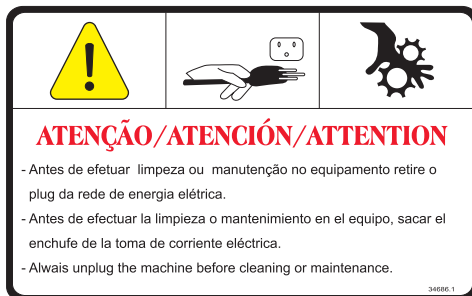 ATENÇÃO/ATENCIÓN/ATTENTION
- Antes de efetuar limpeza ou manutenção no equipamento retire o
plug da rede de energia elétrica.
- Antes de efectuar la limpieza o mantenimiento en el equipo, sacar el
enchufe de la toma de corriente eléctrica.
- Alwais unplug the machine before cleaning or maintenance.
34686.1